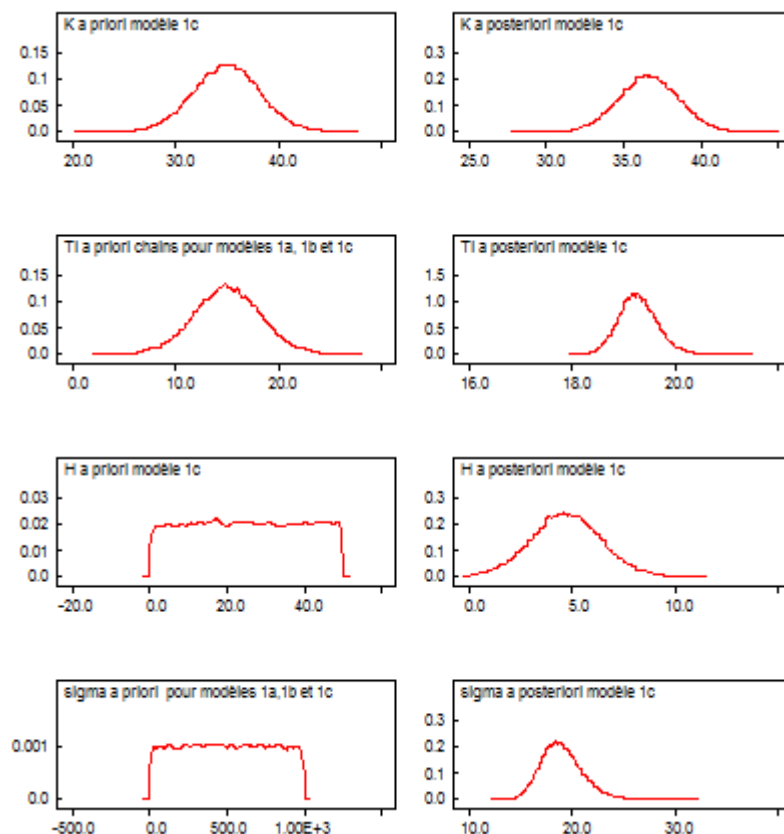 K a priori modèle 1c
0.15
0.1
0.05
0.0
20.0 30.0 40.0
K a posteriori modèle 1c
0.3
0.2
0.1
0.0
25.0 30.0 35.0 40.0
TI a priori chains pour modèles 1a, 1b et 1c
0.15
0.1
0.05
0.0
0.0 10.0 20.0
TI a posteriori modèle 1c
1.5
1.0
0.5
0.0
16.0 18.0 20.0
H a priori modèle 1c
0.03
0.02
0.01
0.0
-20.0 0.0 20.0 40.0
H a posteriori modèle 1c
0.3
0.2
0.1
0.0
0.0 5.0 10.0
sigma a priori pour modèles 1a,1b et 1c
0.001
0.0
-500.0 0.0 500.0 1.00E+3
sigma a posteriori modèle 1c
0.3
0.2
0.1
0.0
10.0 20.0 30.0